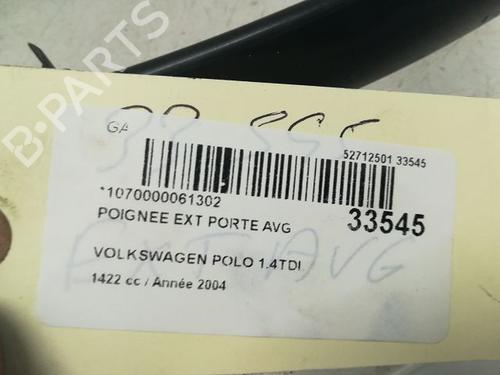 B-PARTS
GA
52712501 33545
*1070000061302
POIGNEE EXT PORTE AVG
33545
VOLKSWAGEN POLO 1.4TDI
EXT AVG
1422 cc / Année 2004